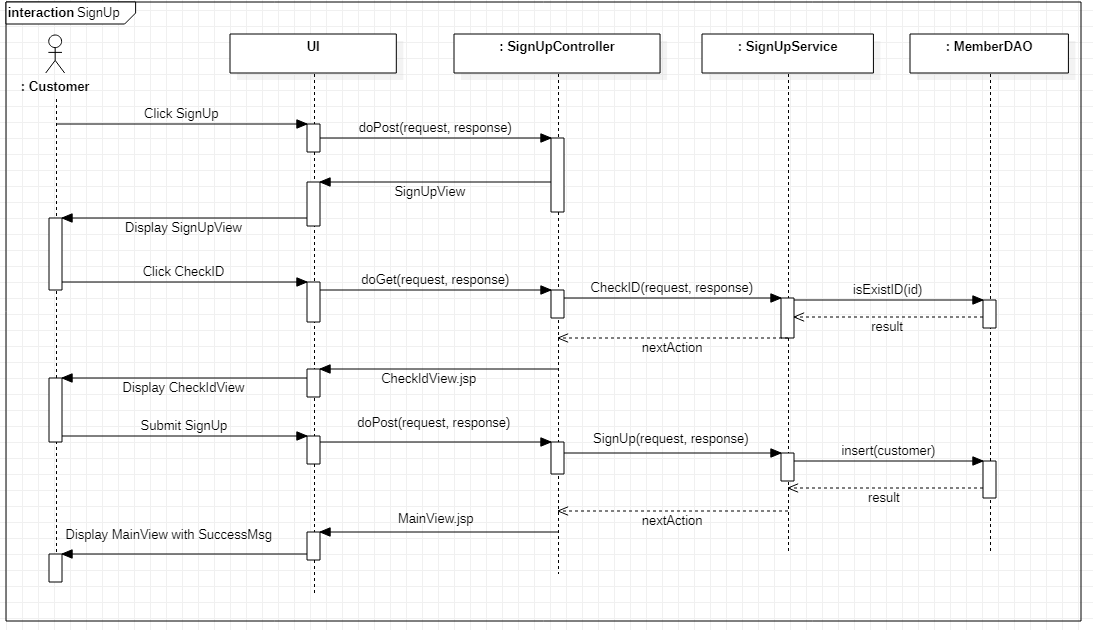 interaction SignUp
: Customer
UI
: SignUpController
: SignUpService
: MemberDAO
Click SignUp
doPost(request, response)
SignUpView
Display SignUpView
Click CheckID
doGet(request, response)
CheckID(request, response)
isExistID(id)
result
nextAction
CheckIdView.jsp
Display CheckIdView
Submit SignUp
doPost(request, response)
SignUp(request, response)
insert(customer)
result
nextAction
MainView.jsp
Display MainView with SuccessMsg